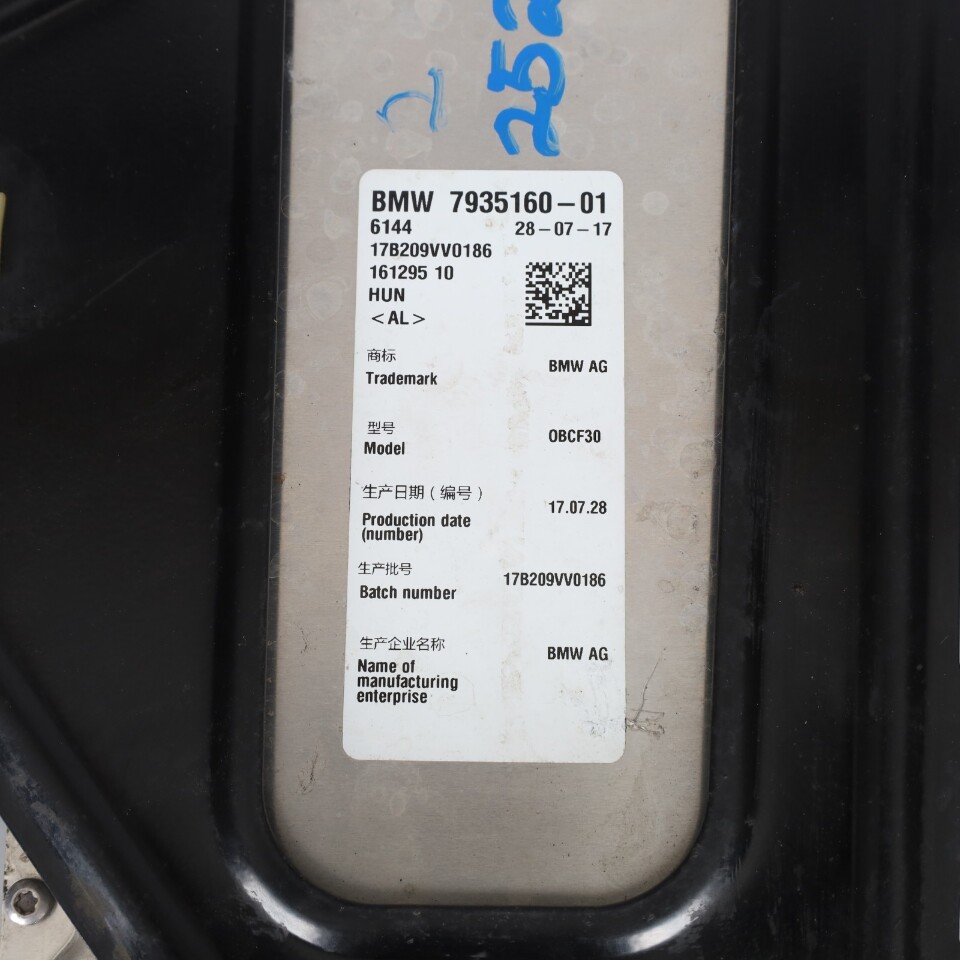 2
BMW 7935160-01
6144 28-07-17
17B209VV0186
161295 10
HUN
<AL>
商标
Trademark BMW AG
型号
Model OBCF30
生产日期（编号）
Production date
(number) 17.07.28
生产批号
Batch number 17B209VV0186
生产企业名称
Name of
manufacturing
enterprise BMW AG